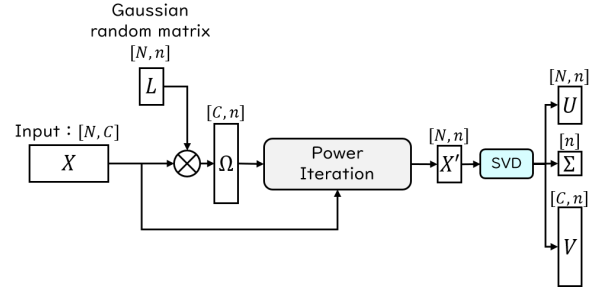 Gaussian
random matrix
[N, n]
L
Input：[N, C]
X
[C, n]
Ω
Power
Iteration
[N, n]
X′
SVD
[N, n]
U
[n]
Σ
[C, n]
V